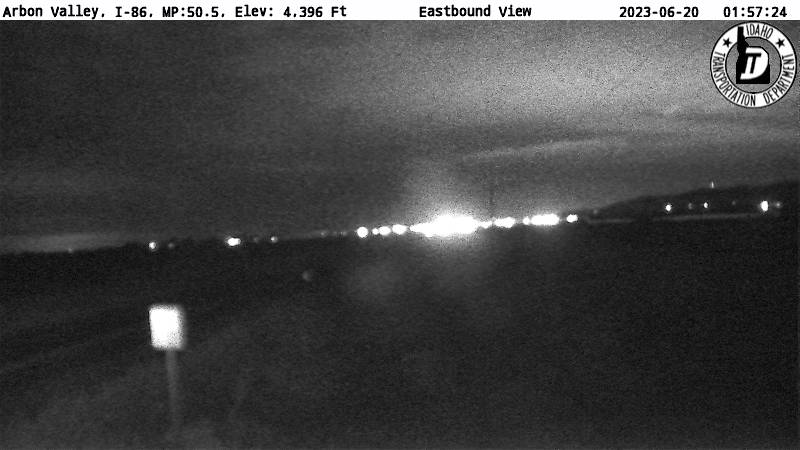 Arbon Valley, I-86, MP:50.5, Elev: 4,396 Ft Eastbound View 2023-06-20 01:57:24
IDAHO
TRANSPORTATION DEPARTMENT